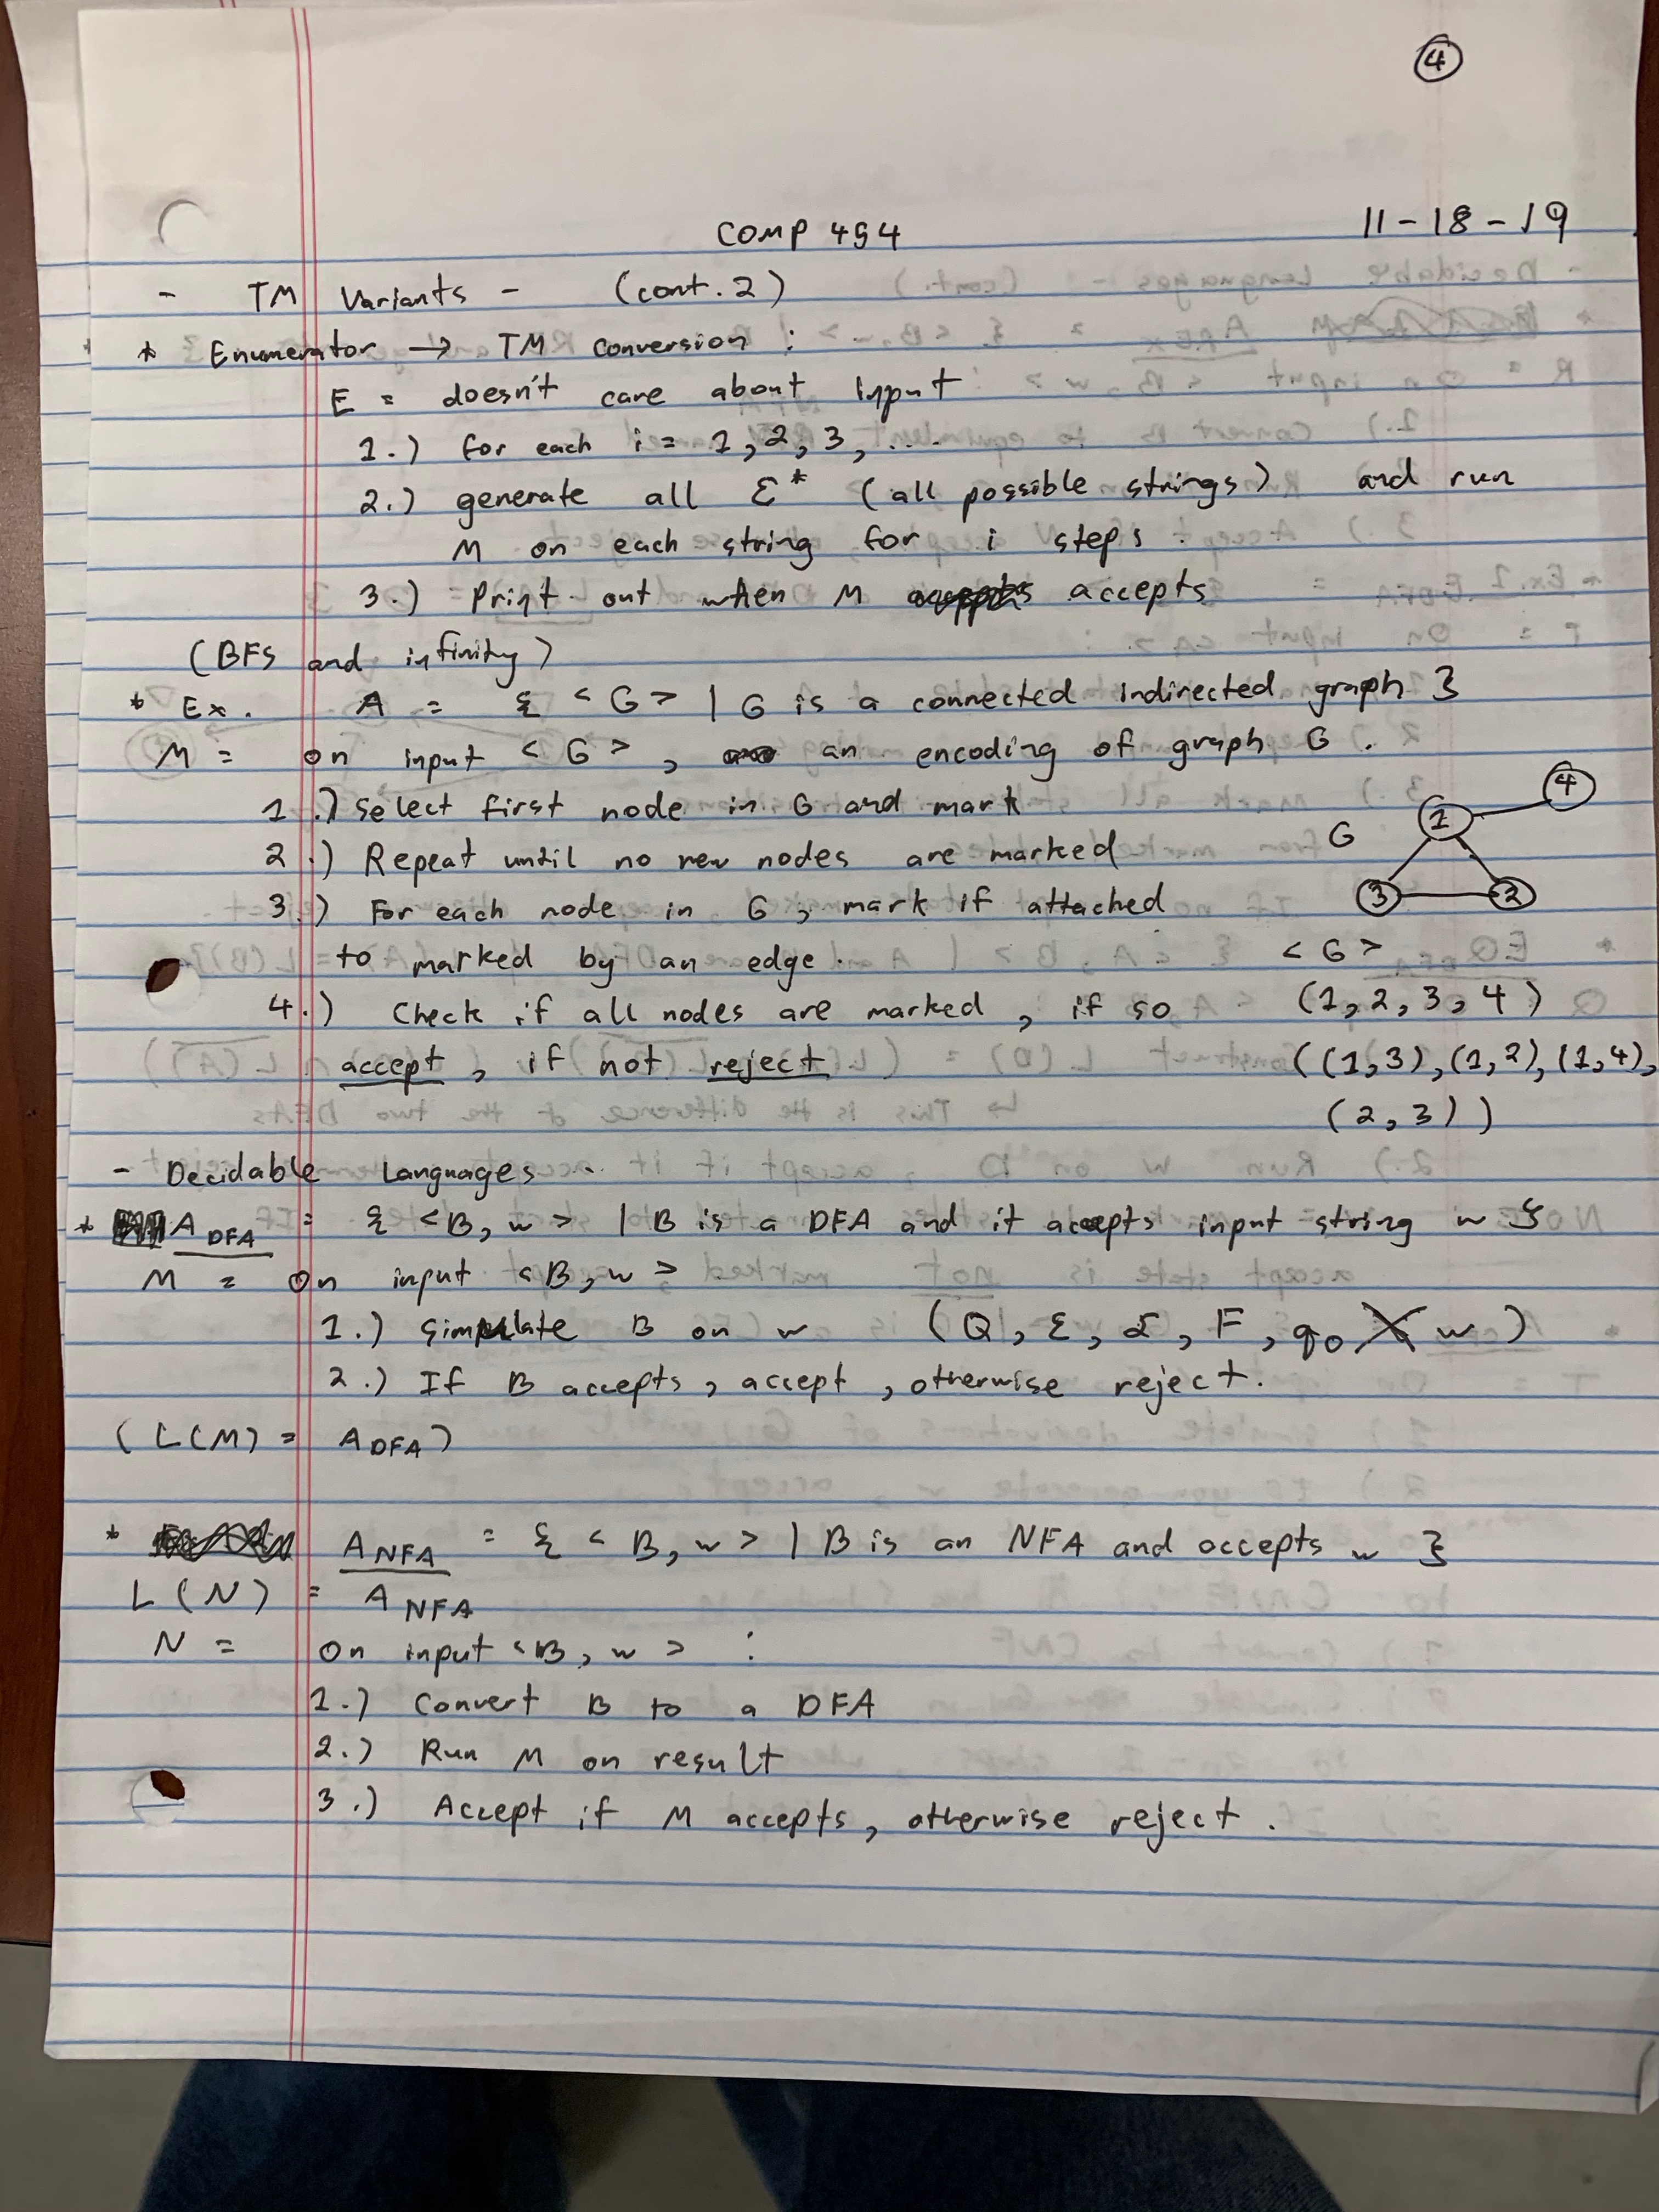 4
COMP 454
11-18-19
- TM Variants - (cont. 2)
* Enumerator → TM conversion :
E = doesn't care about input
1.) for each i = 1, 2, 3, ...
2.) generate all Ɛ* (all possible strings) and run
M on each string for i steps.
3.) Print out when M accepts
(BFS and infinity)
* Ex. A = { <G> | G is a connected indirected graph }
M = on input <G>, an encoding of graph G.
1.) select first node in G and mark
2.) Repeat until no new nodes are marked
3.) For each node in G, mark if attached
to marked by an edge.
4.) Check if all nodes are marked, if so
accept, if not reject
4
1
G
3
2
<G>
(1, 2, 3, 4)
((1,3), (1,2), (1,4),
(2,3))
- Decidable Languages -
* A DFA = { <B, w> | B is a DFA and it accepts input string w }
M = On input <B, w>
1.) simulate B on w (Q, Ɛ, F, q0 w)
2.) If B accepts, accept, otherwise reject.
(L(M) = A DFA)
* A NFA = { <B, w> | B is an NFA and accepts w }
L(N) = A NFA
N = On input <B, w> :
1.) Convert B to a DFA
2.) Run M on result
3.) Accept if M accepts, otherwise reject.